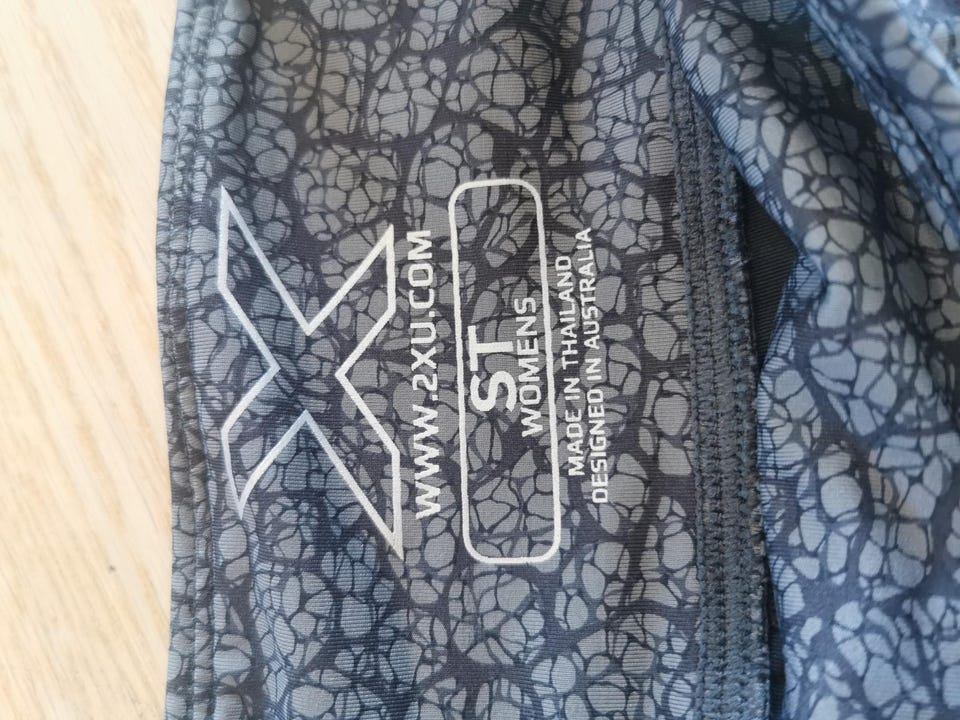 WWW.2XU.COM
ST
WOMENS
MADE IN THAILAND
DESIGNED IN AUSTRALIA